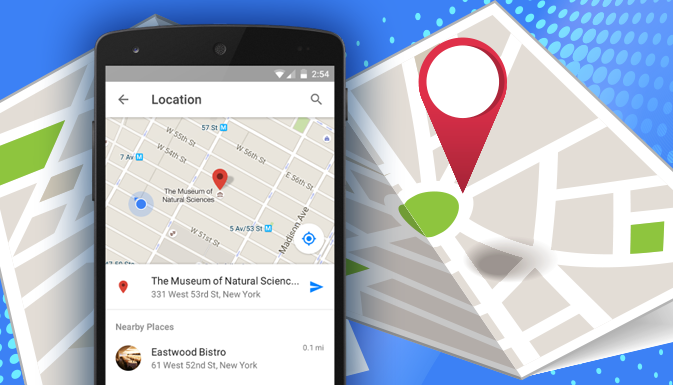 2:54
Location
57 St M
W 55th St
7 Av M
W 54th St
W 56th St
E 56th St
The Museum of
Natural Sciences
5 Av/53 St M
W 51st St
Madison Ave
The Museum of Natural Scienc...
331 West 53rd St, New York
Nearby Places
Eastwood Bistro
0.1 mi
61 West 52nd St, New York